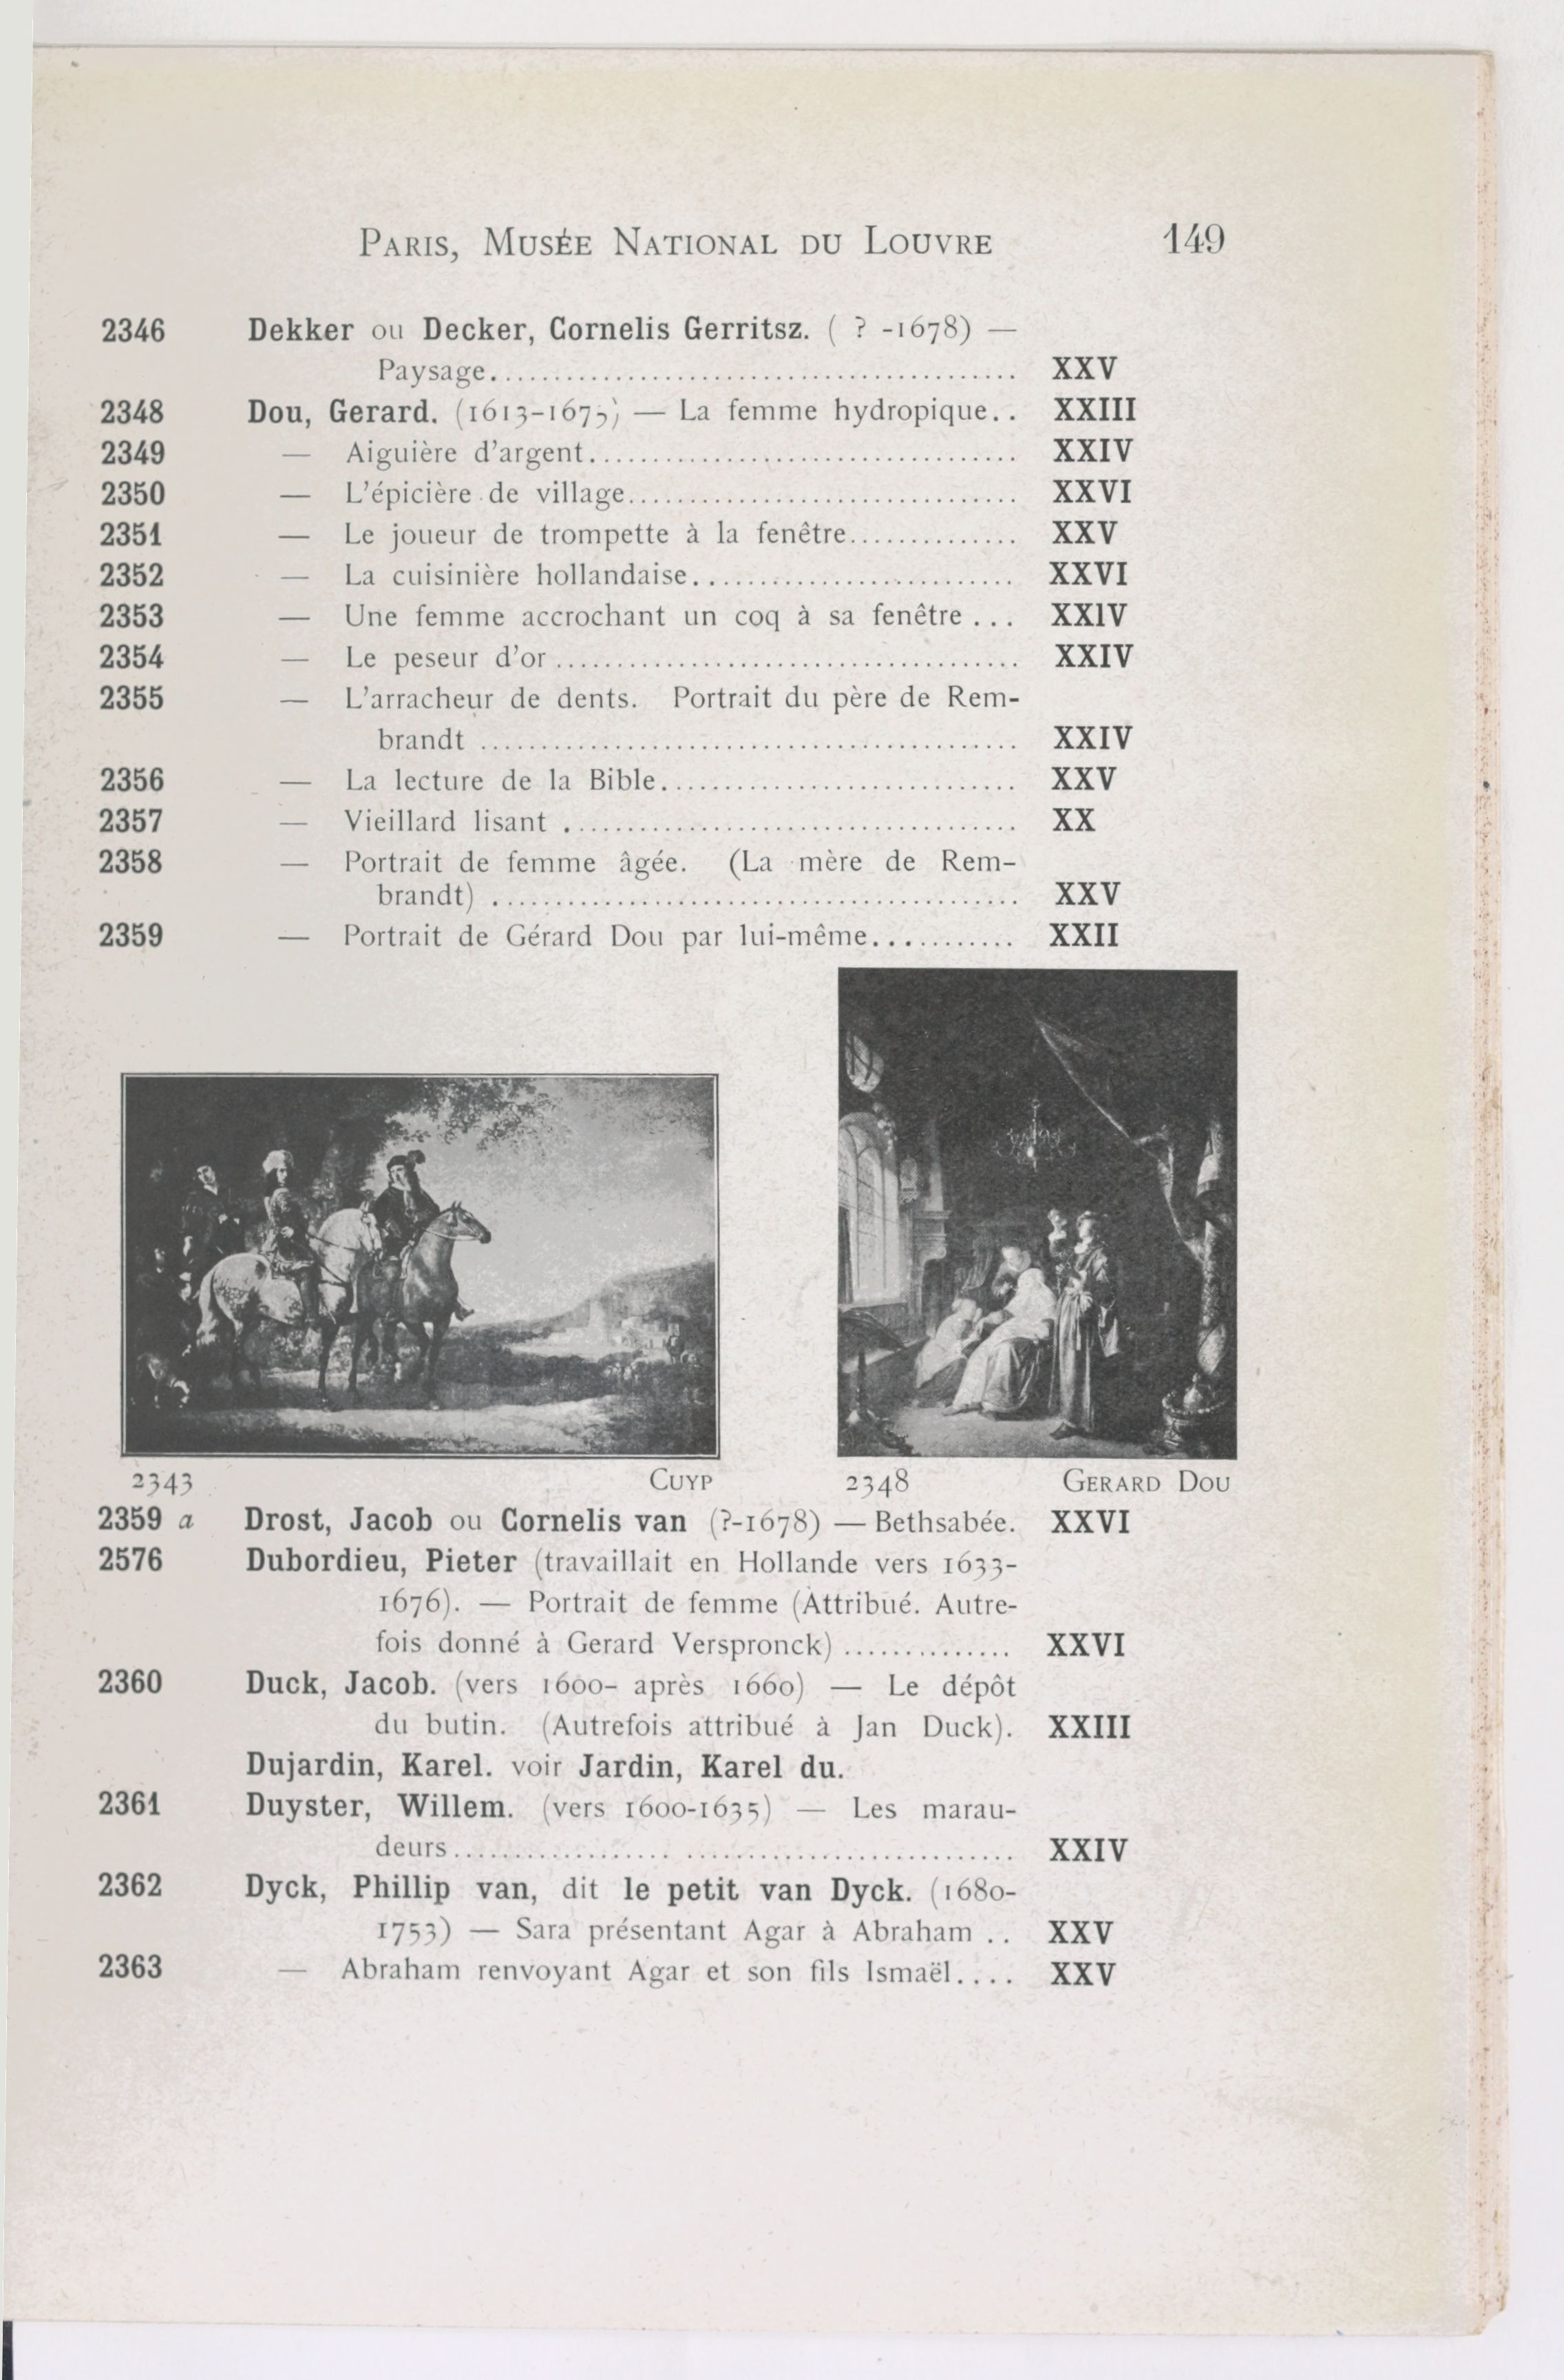 PARIS, MUSÉE NATIONAL DU LOUVRE 149
2346 Dekker ou Decker, Cornelis Gerritsz. ( ? -1678) —
Paysage........................................... XXV
2348 Dou, Gerard. (1613-1675) — La femme hydropique.. XXIII
2349 — Aiguière d'argent................................... XXIV
2350 — L'épicière de village................................ XXVI
2351 — Le joueur de trompette à la fenêtre.............. XXV
2352 — La cuisinière hollandaise.......................... XXVI
2353 — Une femme accrochant un coq à sa fenêtre ... XXIV
2354 — Le peseur d'or...................................... XXIV
2355 — L'arracheur de dents. Portrait du père de Rem-
brandt ............................................ XXIV
2356 — La lecture de la Bible............................. XXV
2357 — Vieillard lisant ..................................... XX
2358 — Portrait de femme âgée. (La mère de Rem-
brandt) ........................................... XXV
2359 — Portrait de Gérard Dou par lui-même............ XXII
2343 CUYP
2348 GERARD DOU
2359 a Drost, Jacob ou Cornelis van (?-1678) — Bethsabée. XXVI
2576 Dubordieu, Pieter (travaillait en Hollande vers 1633-
1676). — Portrait de femme (Attribué. Autre-
fois donné à Gerard Verspronck) .............. XXVI
2360 Duck, Jacob. (vers 1600- après 1660) — Le dépôt
du butin. (Autrefois attribué à Jan Duck). XXIII
Dujardin, Karel. voir Jardin, Karel du.
2361 Duyster, Willem. (vers 1600-1635) — Les marau-
deurs.................. ........................... XXIV
2362 Dyck, Phillip van, dit le petit van Dyck. (1680-
1753) — Sara présentant Agar à Abraham .. XXV
2363 — Abraham renvoyant Agar et son fils Ismaël.... XXV